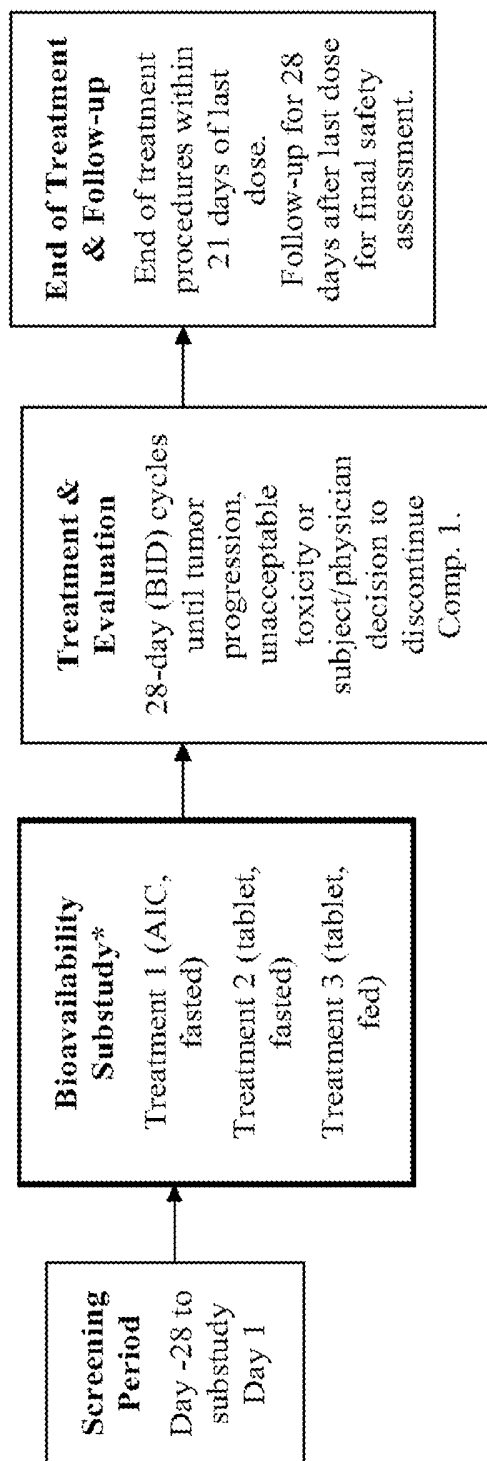 Screening
Period
Day -28 to
substudy
Day 1
Bioavailability
Substudy*
Treatment 1 (AIC,
fasted)
Treatment 2 (tablet,
fasted)
Treatment 3 (tablet,
fed)
Treatment &
Evaluation
28-day (BID) cycles
until tumor
progression,
unacceptable
toxicity or
subject/physician
decision to
discontinue
Comp. 1.
End of Treatment
& Follow-up
End of treatment
procedures within
21 days of last
dose.
Follow-up for 28
days after last dose
for final safety
assessment.